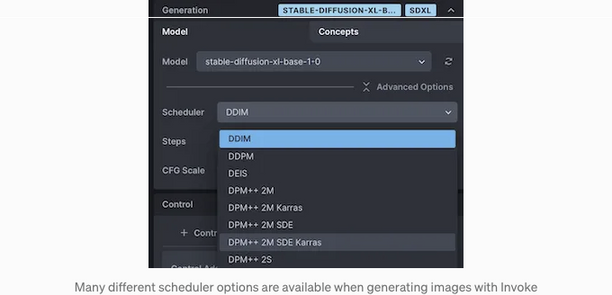 Generation STABLE-DIFFUSION-XL-B... SDXL
Model Concepts
Model stable-diffusion-xl-base-1-0
Advanced Options
Scheduler DDIM
Steps
DDIM
DDPM
DEIS
CFG Scale
DPM++ 2M
DPM++ 2M Karras
Control
DPM++ 2M SDE
+ Contr
DPM++ 2M SDE Karras
DPM++ 2S
Many different scheduler options are available when generating images with Invoke